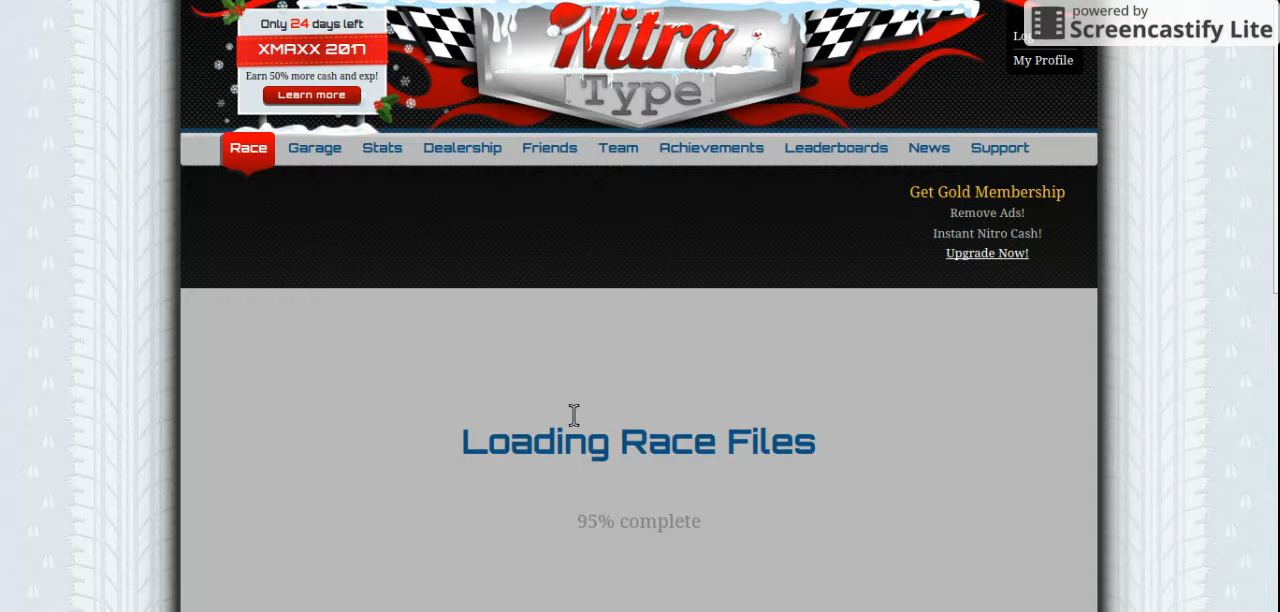 Only 24 days left
XMAXX 2017
Earn 50% more cash and exp!
Learn more
Nitro
Type
powered by
Screencastify Lite
My Profile
Race Garage Stats Dealership Friends Team Achievements Leaderboards News Support
Get Gold Membership
Remove Ads!
Instant Nitro Cash!
Upgrade Now!
Loading Race Files
95% complete